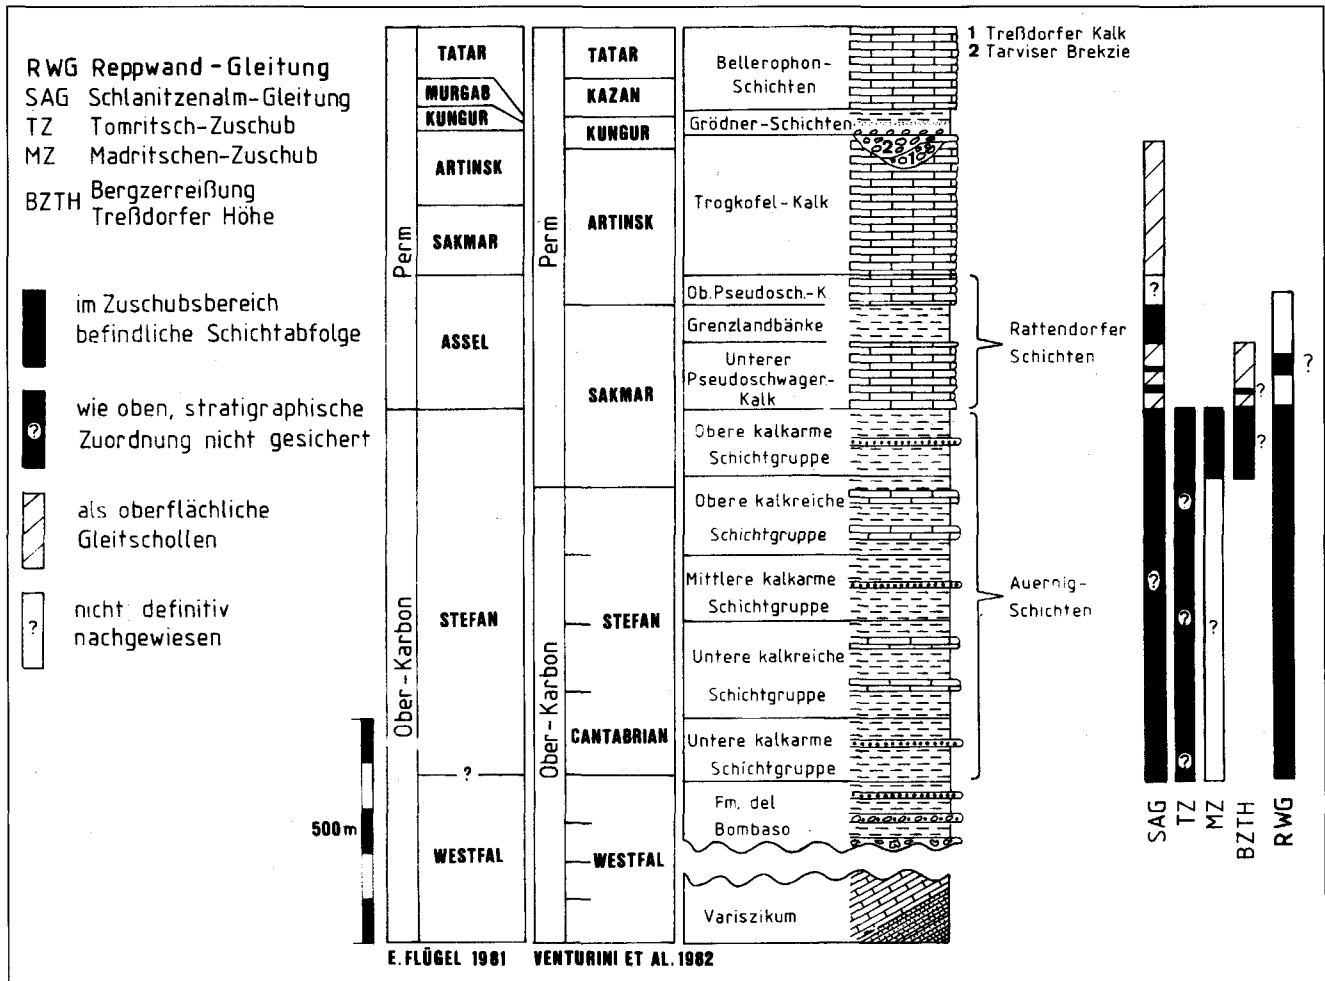 RWG Reppwand-Gleitung
SAG Schlanitzenalm-Gleitung
TZ Tomritsch-Zuschub
MZ Madritschen-Zuschub
BZTH Bergzerreißung
Treßdorfer Höhe
im Zuschubsbereich
befindliche Schichtabfolge
?
wie oben, stratigraphische
Zuordnung nicht gesichert
als oberflächliche
Gleitschollen
?
nicht definitiv
nachgewiesen
500m
Perm
Ober-Karbon
TATAR
MURGAB
KUNGUR
ARTINSK
SAKMAR
ASSEL
STEFAN
?
WESTFAL
E. FLÜGEL 1981
Perm
Ober-Karbon
TATAR
KAZAN
KUNGUR
ARTINSK
SAKMAR
STEFAN
CANTABRIAN
WESTFAL
VENTURINI ET AL. 1982
Bellerophon-
Schichten
Grödner-Schichten
Trogkofel-Kalk
Ob. Pseudosch.-K
Grenzlandbänke
Unterer
Pseudoschwager-
Kalk
Obere kalkarme
Schichtgruppe
Obere kalkreiche
Schichtgruppe
Mittlere kalkarme
Schichtgruppe
Untere kalkreiche
Schichtgruppe
Untere kalkarme
Schichtgruppe
Fm. del
Bombaso
Variszikum
2
1
1 Treßdorfer Kalk
2 Tarviser Brekzie
Rattendorfer
Schichten
Auernig-
Schichten
?
?
?
?
?
?
?
?
?
SAG
TZ
MZ
BZTH
RWG